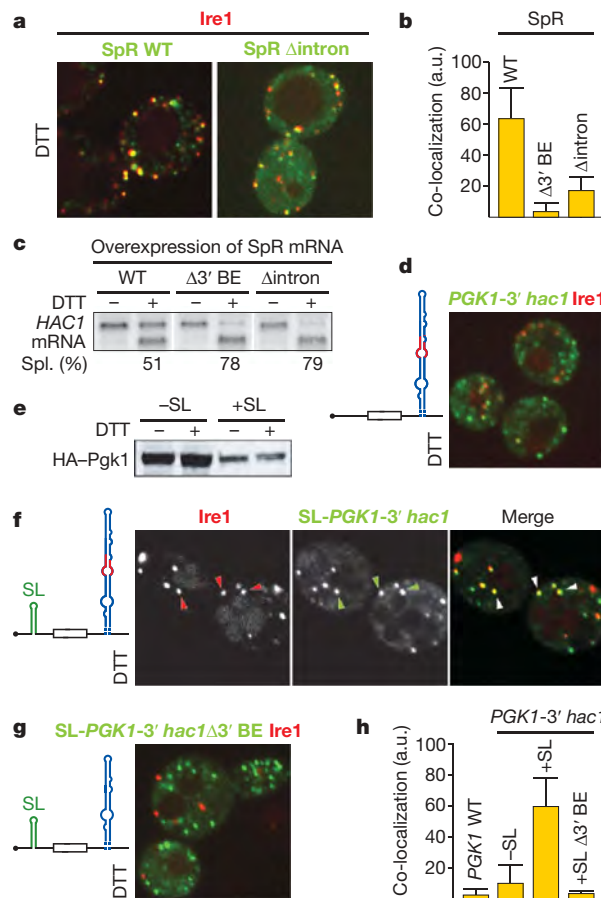 a
Ire1
SpR WT
SpR Δintron
DTT
b
SpR
Co-localization (a.u.)
100
80
60
40
20
WT
Δ3′ BE
Δintron
c
Overexpression of SpR mRNA
WT Δ3′ BE Δintron
DTT – + – + – +
HAC1
mRNA
Spl. (%) 51 78 79
d
PGK1-3′ hac1 Ire1
DTT
e
–SL +SL
DTT – + – +
HA–Pgk1
f
SL
DTT
Ire1
SL-PGK1-3′ hac1
Merge
g
SL-PGK1-3′ hac1Δ3′ BE Ire1
SL
DTT
h
PGK1-3′ hac1
Co-localization (a.u.)
100
80
60
40
20
PGK1 WT
–SL
+SL
+SL Δ3′ BE